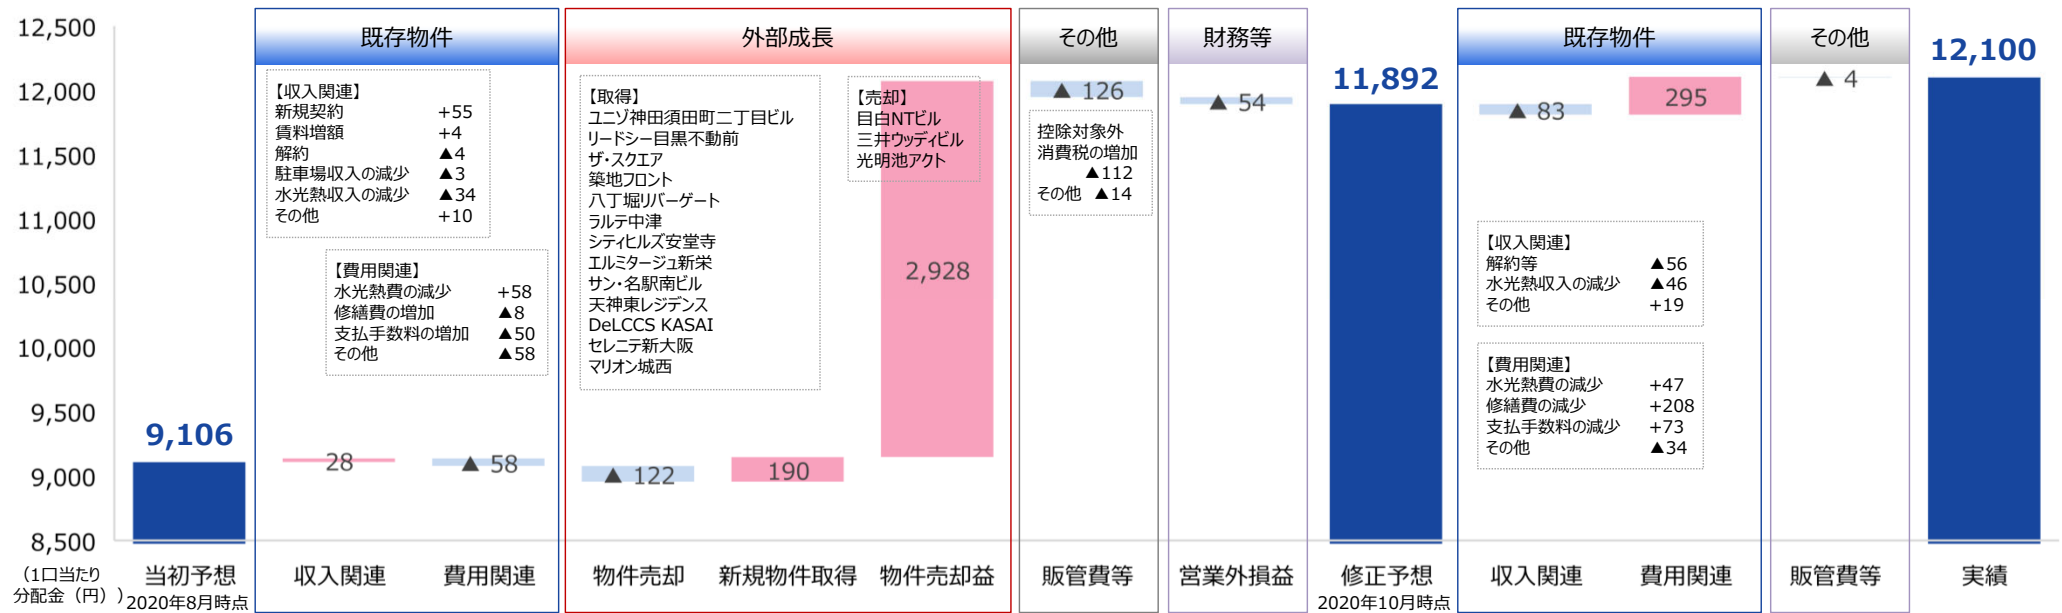 12,500
12,000
11,500
11,000
10,500
10,000
9,500
9,000
8,500
(1口当たり
分配金（円）)
9,106
当初予想
2020年8月時点
既存物件
【収入関連】
新規契約 +55
賃料増額 +4
解約 ▲4
駐車場収入の減少 ▲3
水光熱収入の減少 ▲34
その他 +10
【費用関連】
水光熱費の減少 +58
修繕費の増加 ▲8
支払手数料の増加 ▲50
その他 ▲58
28
▲ 58
収入関連
費用関連
外部成長
【取得】
ユニゾ神田須田町二丁目ビル
リードシー目黒不動前
ザ・スクエア
築地フロント
八丁堀リバーゲート
ラルテ中津
シティヒルズ安堂寺
エルミタージュ新栄
サン・名駅南ビル
天神東レジデンス
DeLCCS KASAI
セレニテ新大阪
マリオン城西
【売却】
目白NTビル
三井ウッディビル
光明池アクト
▲ 122
190
2,928
物件売却
新規物件取得
物件売却益
その他
▲ 126
控除対象外
消費税の増加
▲112
その他 ▲14
販管費等
財務等
▲ 54
営業外損益
11,892
修正予想
2020年10月時点
既存物件
▲ 83
295
【収入関連】
解約等 ▲56
水光熱収入の減少 ▲46
その他 +19
【費用関連】
水光熱費の減少 +47
修繕費の減少 +208
支払手数料の減少 +73
その他 ▲34
収入関連
費用関連
その他
▲ 4
販管費等
12,100
実績